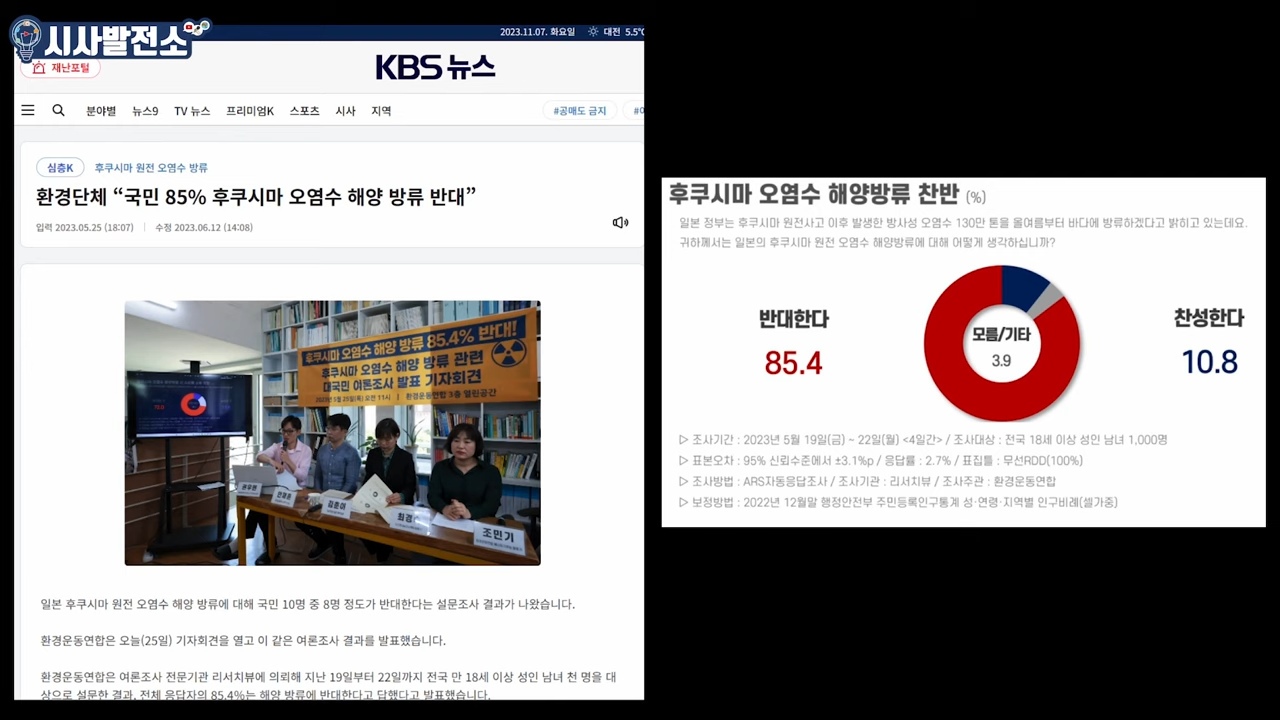 시사발전소
2023.11.07. 화요일
대전 5.5℃
재난포털
KBS 뉴스
분야별 뉴스9 TV 뉴스 프리미엄K 스포츠 시사 지역
#공매도 금지
심층K 후쿠시마 원전 오염수 방류
환경단체 “국민 85% 후쿠시마 오염수 해양 방류 반대”
입력 2023.05.25 (18:07) 수정 2023.06.12 (14:08)
후쿠시마 오염수 해양 방류 85.4% 반대!
후쿠시마 오염수 해양 방류 관련
대국민 여론조사 발표 기자회견
2023년 5월 25일(목) 오전 11시 | 환경운동연합 3층 열린공간
조민기
일본 후쿠시마 원전 오염수 해양 방류에 대해 국민 10명 중 8명 정도가 반대한다는 설문조사 결과가 나왔습니다.
환경운동연합은 오늘(25일) 기자회견을 열고 이 같은 여론조사 결과를 발표했습니다.
환경운동연합은 여론조사 전문기관 리서치뷰에 의뢰해 지난 19일부터 22일까지 전국 만 18세 이상 성인 남녀 천 명을 대
상으로 설문한 결과, 전체 응답자의 85.4%는 해양 방류에 반대한다고 답했다고 발표했습니다.
후쿠시마 오염수 해양방류 찬반 (%)
일본 정부는 후쿠시마 원전사고 이후 발생한 방사성 오염수 130만 톤을 올여름부터 바다에 방류하겠다고 밝히고 있는데요.
귀하께서는 일본의 후쿠시마 원전 오염수 해양방류에 대해 어떻게 생각하십니까?
반대한다
85.4
모름/기타
3.9
찬성한다
10.8
▷ 조사기간 : 2023년 5월 19일(금) ~ 22일(월) <4일간> / 조사대상 : 전국 18세 이상 성인 남녀 1,000명
▷ 표본오차 : 95% 신뢰수준에서 ±3.1%p / 응답률 : 2.7% / 표집틀 : 무선RDD(100%)
▷ 조사방법 : ARS자동응답조사 / 조사기관 : 리서치뷰 / 조사주관 : 환경운동연합
▷ 보정방법 : 2022년 12월말 행정안전부 주민등록인구통계 성·연령·지역별 인구비례(셀가중)